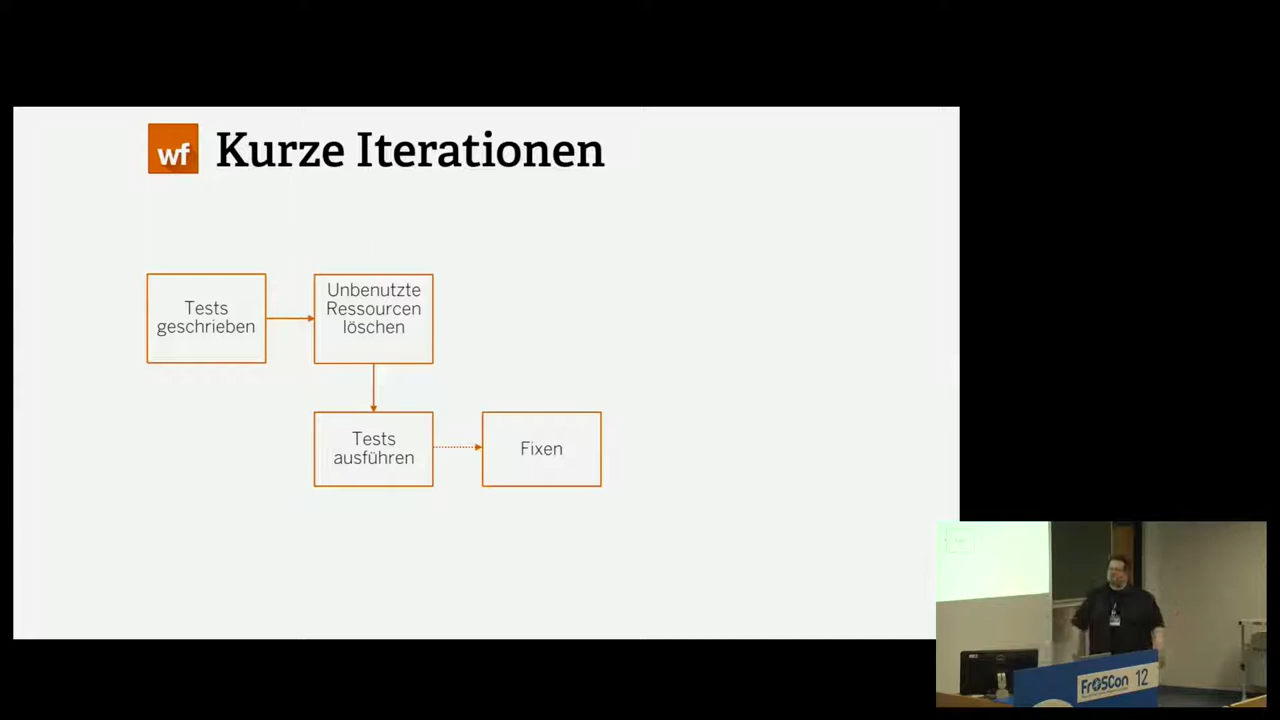 wf
Kurze Iterationen
Tests
geschrieben
Unbenutzte
Ressourcen
löschen
Tests
ausführen
Fixen
FrOSCon 12